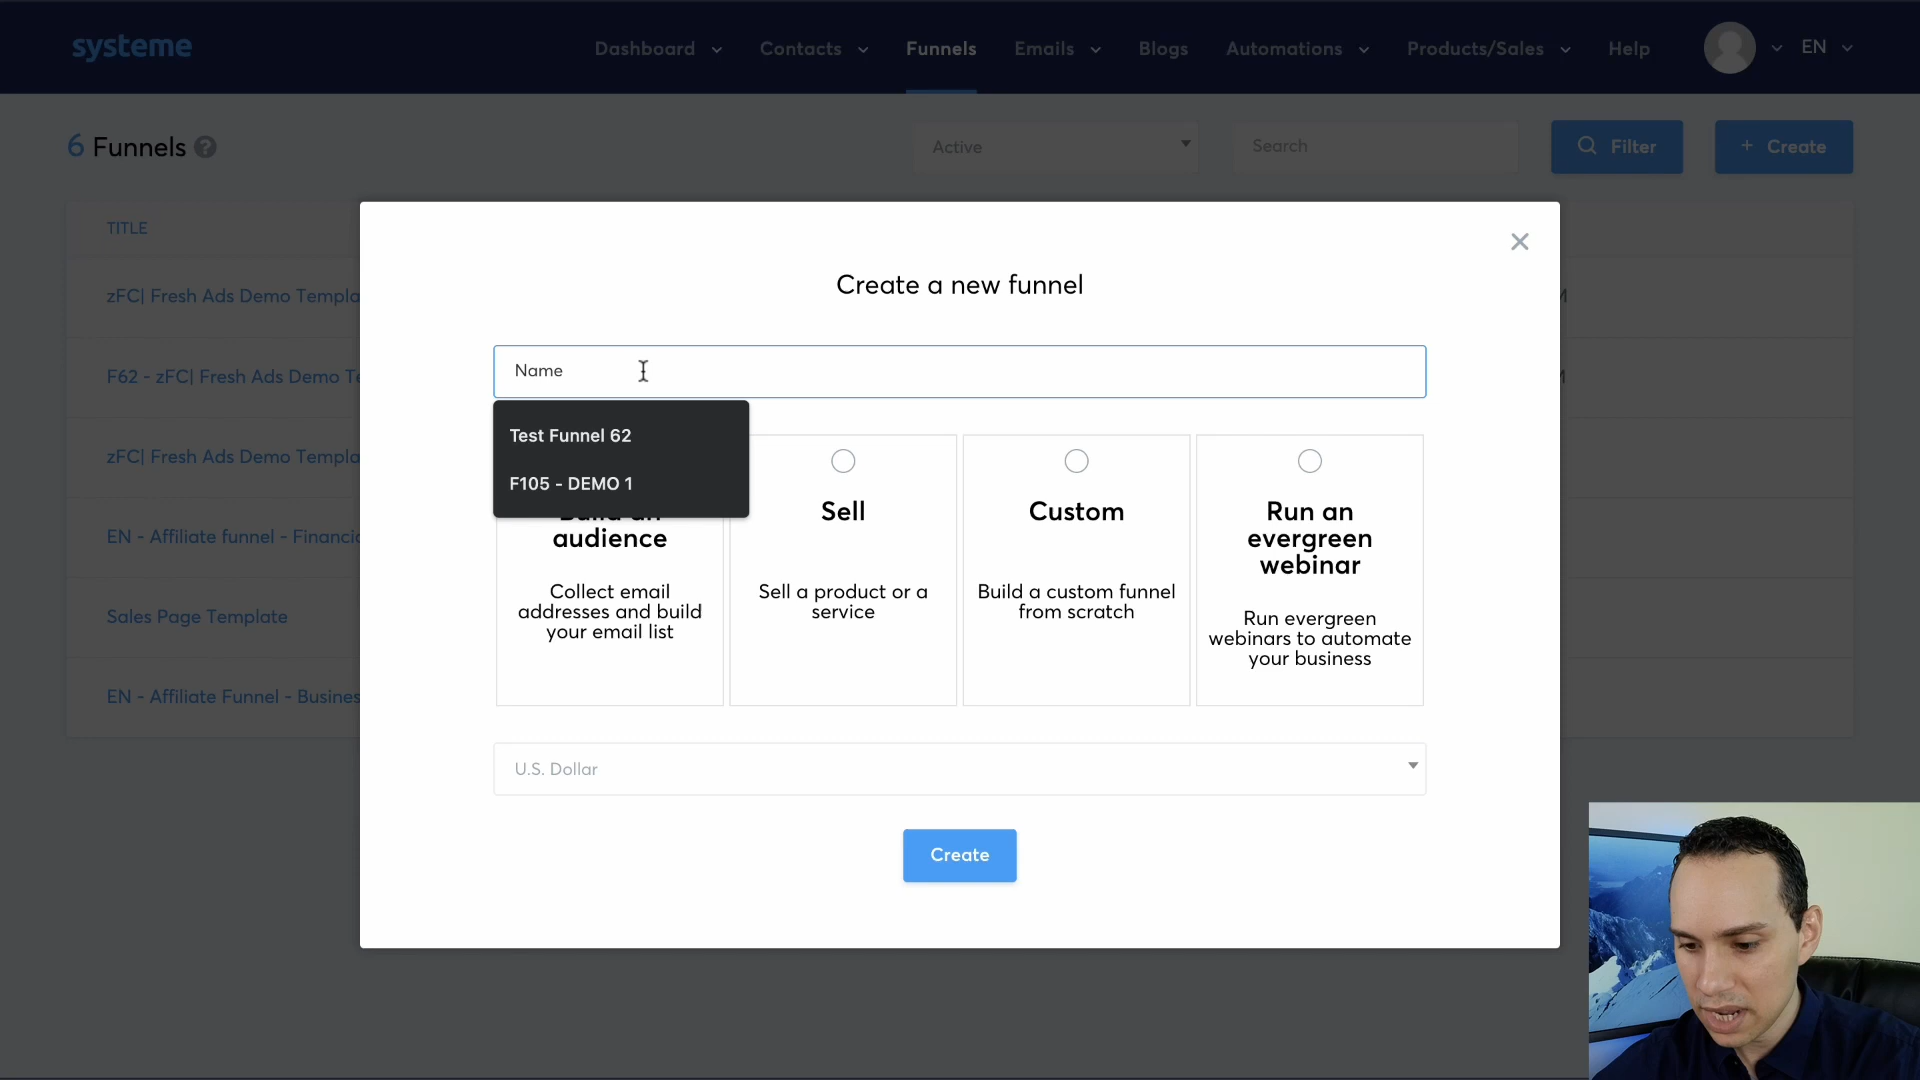 systeme
Dashboard
Contacts
Funnels
Emails
Blogs
Automations
Products/Sales
Help
EN
6 Funnels ?
Active
Search
Filter
+ Create
TITLE
zFC| Fresh Ads Demo Templa
F62 - zFC| Fresh Ads Demo Te
zFC| Fresh Ads Demo Templa
EN - Affiliate funnel - Financi
Sales Page Template
EN - Affiliate Funnel - Busines
Create a new funnel
Name
Test Funnel 62
F105 - DEMO 1
Build an
audience
Collect email
addresses and build
your email list
Sell
Sell a product or a
service
Custom
Build a custom funnel
from scratch
Run an
evergreen
webinar
Run evergreen
webinars to automate
your business
U.S. Dollar
Create